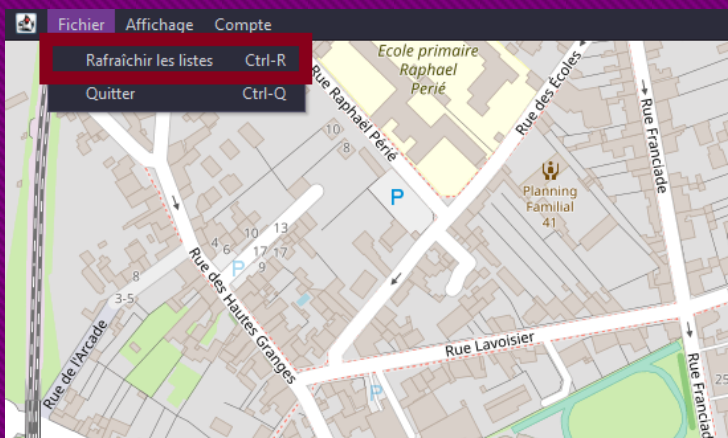 Fichier Affichage Compte
Rafraîchir les listes Ctrl-R
Quitter Ctrl-Q
Ecole primaire
Raphael
Perié
Rue Raphaël Périé
Rue des Écoles
Rue Franciade
10
8
P
Planning
Familial
41
4
6
10
13
17
17
9
P
8
3-5
Rue des Hautes Granges
Rue de l'Arcade
Rue Lavoisier
P
Rue Franciad
25